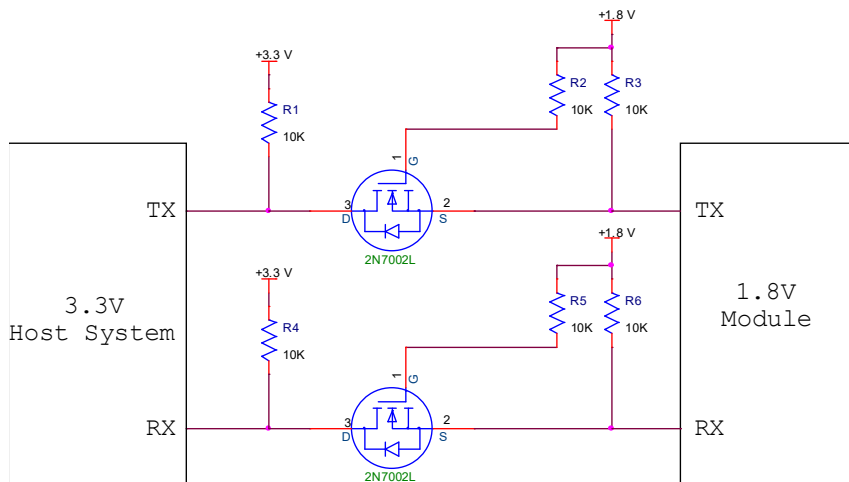 +1.8 V
+3.3 V
R2
R3
10K
10K
R1
10K
1
G
TX
3
D
2
S
TX
2N7002L
+1.8 V
+3.3 V
R5
R6
10K
10K
3.3V
Host System
R4
10K
1.8V
Module
1
G
RX
3
D
2
S
RX
2N7002L